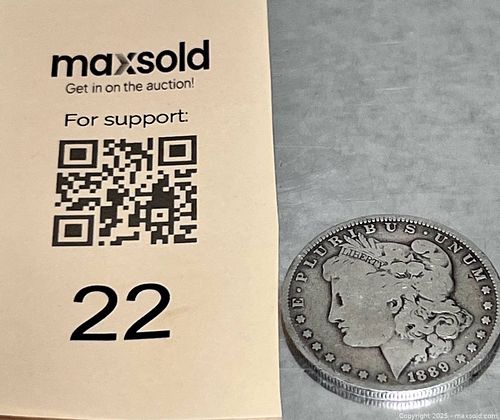 maxsold
Get in on the auction!
For support:
22
E · PLURIBUS · UNUM
LIBERTY
1889
Copyright 2025 - maxsold.com